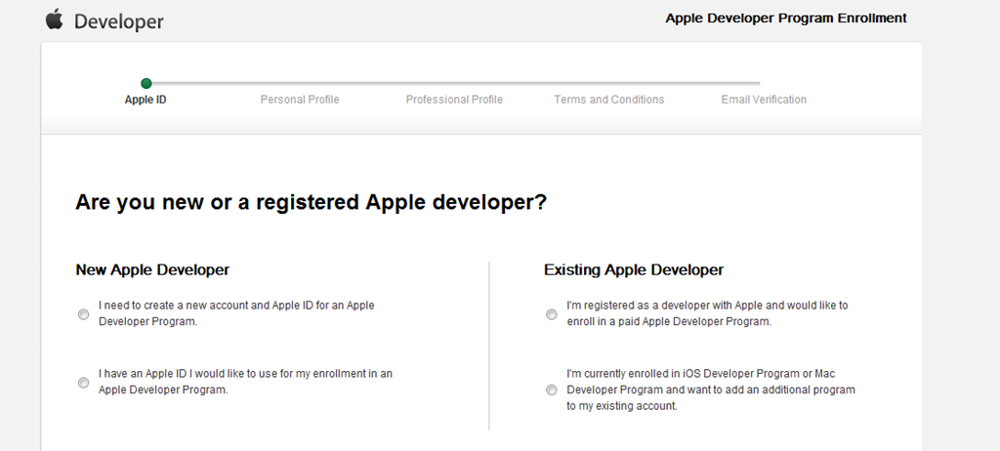 Developer
Apple Developer Program Enrollment
Apple ID
Personal Profile
Professional Profile
Terms and Conditions
Email Verification
Are you new or a registered Apple developer?
New Apple Developer
I need to create a new account and Apple ID for an Apple
Developer Program.
I have an Apple ID I would like to use for my enrollment in an
Apple Developer Program.
Existing Apple Developer
I'm registered as a developer with Apple and would like to
enroll in a paid Apple Developer Program.
I'm currently enrolled in iOS Developer Program or Mac
Developer Program and want to add an additional program
to my existing account.